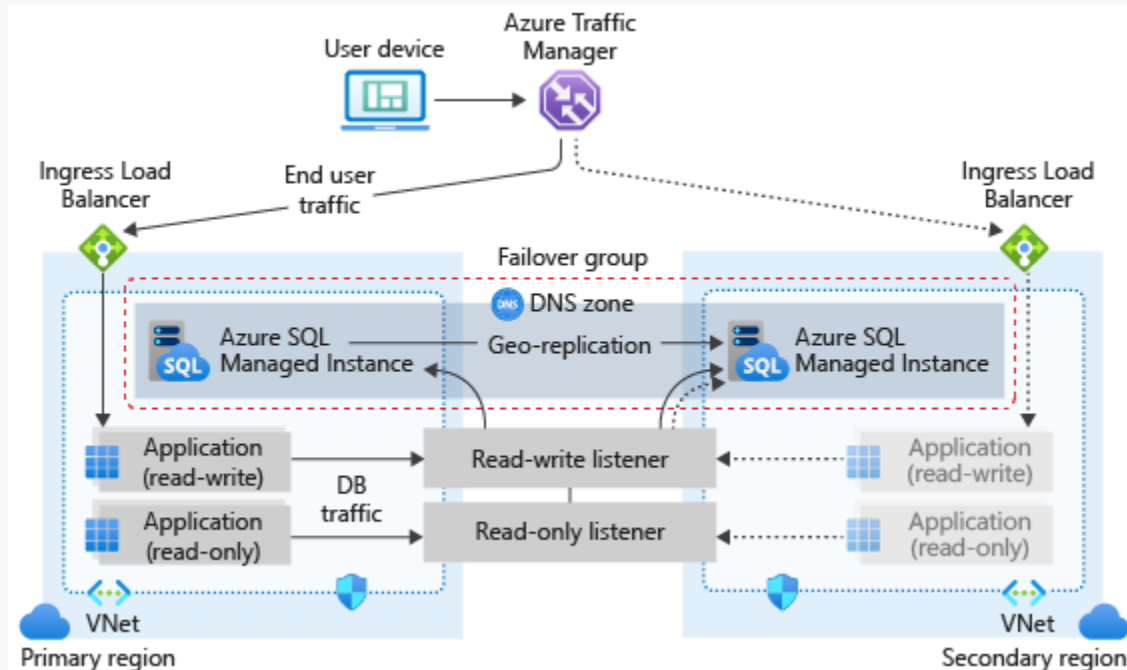 Azure Traffic
Manager
User device
Ingress Load
Balancer
End user
traffic
Ingress Load
Balancer
Failover group
DNS
DNS zone
SQL
Azure SQL
Managed Instance
Geo-replication
SQL
Azure SQL
Managed Instance
Application
(read-write)
Read-write listener
Application
(read-write)
DB
traffic
Application
(read-only)
Read-only listener
Application
(read-only)
VNet
VNet
Primary region
Secondary region